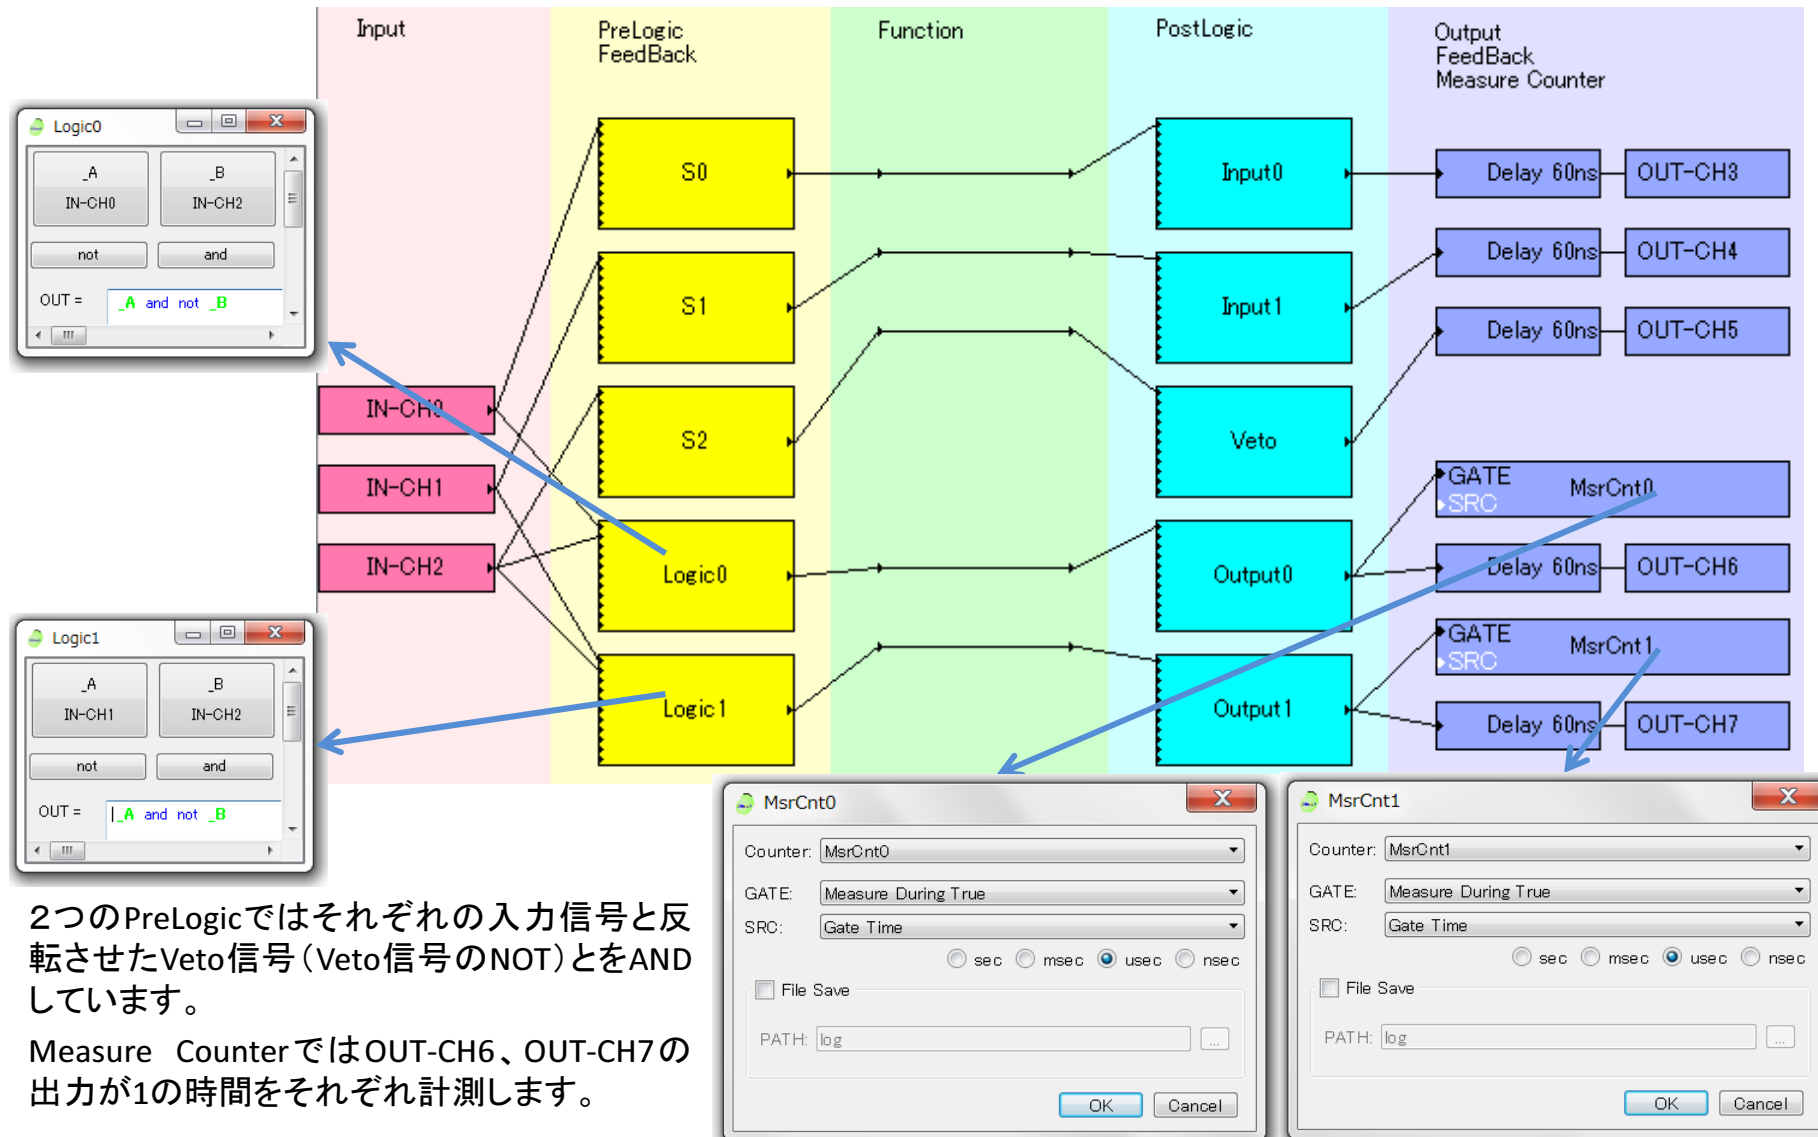 Input
PreLogic
FeedBack
Function
PostLogic
Output
FeedBack
Measure Counter
Logic0
_A
IN-CH0
_B
IN-CH2
not
and
OUT =
_A and not _B
S0
S1
S2
Logic0
Logic1
IN-CH0
IN-CH1
IN-CH2
Input0
Input1
Veto
Output0
Output1
Delay 60ns
OUT-CH3
Delay 60ns
OUT-CH4
Delay 60ns
OUT-CH5
GATE
SRC
MsrCnt0
Delay 60ns
OUT-CH6
GATE
SRC
MsrCnt1
Delay 60ns
OUT-CH7
Logic1
_A
IN-CH1
_B
IN-CH2
not
and
OUT =
_A and not _B
２つのPreLogicではそれぞれの入力信号と反
転させたVeto信号（Veto信号のNOT）とをAND
しています。
Measure CounterではOUT-CH6、OUT-CH7の
出力が1の時間をそれぞれ計測します。
MsrCnt0
Counter: MsrCnt0
GATE: Measure During True
SRC: Gate Time
sec msec usec nsec
File Save
PATH: log
...
OK Cancel
MsrCnt1
Counter: MsrCnt1
GATE: Measure During True
SRC: Gate Time
sec msec usec nsec
File Save
PATH: log
...
OK Cancel